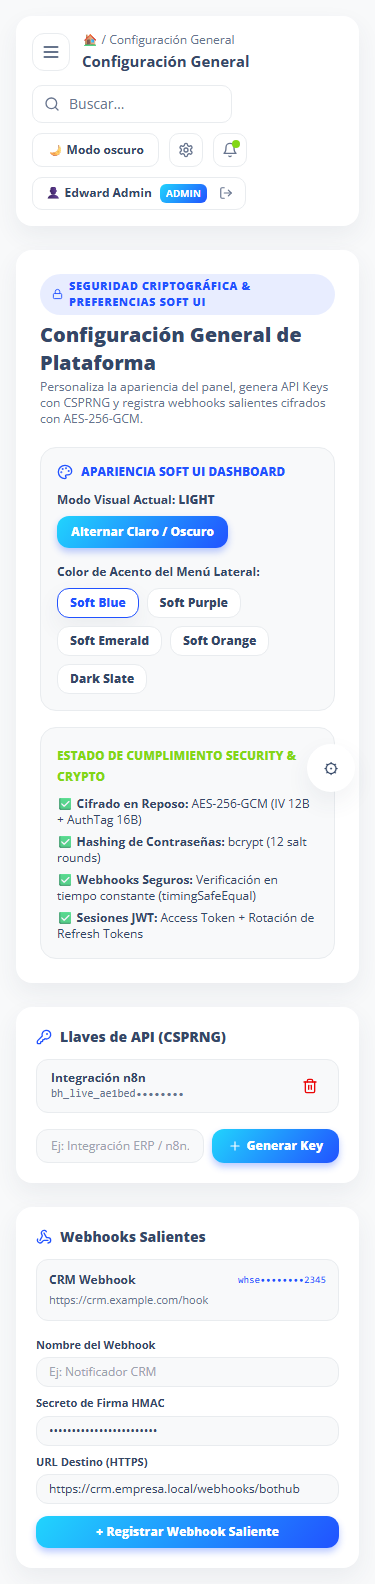 / Configuración General
Configuración General
Buscar...
Modo oscuro
Edward Admin ADMIN
SEGURIDAD CRIPTOGRÁFICA &
PREFERENCIAS SOFT UI
Configuración General de
Plataforma
Personaliza la apariencia del panel, genera API Keys
con CSPRNG y registra webhooks salientes cifrados
con AES-256-GCM.
APARIENCIA SOFT UI DASHBOARD
Modo Visual Actual: LIGHT
Alternar Claro / Oscuro
Color de Acento del Menú Lateral:
Soft Blue Soft Purple
Soft Emerald Soft Orange
Dark Slate
ESTADO DE CUMPLIMIENTO SECURITY &
CRYPTO
✅ Cifrado en Reposo: AES-256-GCM (IV 12B
+ AuthTag 16B)
✅ Hashing de Contraseñas: bcrypt (12 salt
rounds)
✅ Webhooks Seguros: Verificación en
tiempo constante (timingSafeEqual)
✅ Sesiones JWT: Access Token + Rotación de
Refresh Tokens
Llaves de API (CSPRNG)
Integración n8n
bh_live_ae1bed••••••••
Ej: Integración ERP / n8n. + Generar Key
Webhooks Salientes
CRM Webhook whse••••••••2345
https://crm.example.com/hook
Nombre del Webhook
Ej: Notificador CRM
Secreto de Firma HMAC
••••••••••••••••••••••••
URL Destino (HTTPS)
https://crm.empresa.local/webhooks/bothub
+ Registrar Webhook Saliente